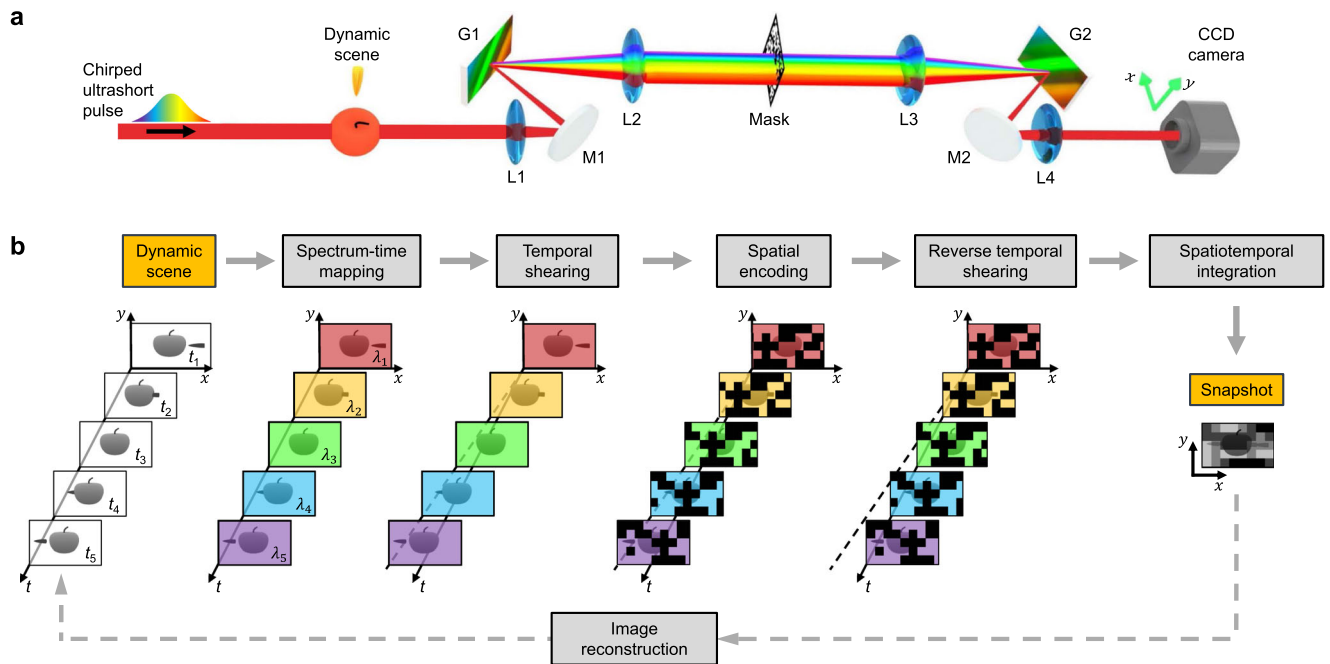 a
Dynamic
scene
Chirped
ultrashort
pulse
G1
L2
Mask
L3
G2
CCD
camera
x
y
L1
M1
M2
L4
b
Dynamic
scene
Spectrum-time
mapping
Temporal
shearing
Spatial
encoding
Reverse temporal
shearing
Spatiotemporal
integration
y
t₁
x
t₂
t₃
t₄
t₅
t
y
λ₁
x
λ₂
λ₃
λ₄
λ₅
t
y
x
t
y
x
t
y
x
t
Snapshot
y
x
Image
reconstruction